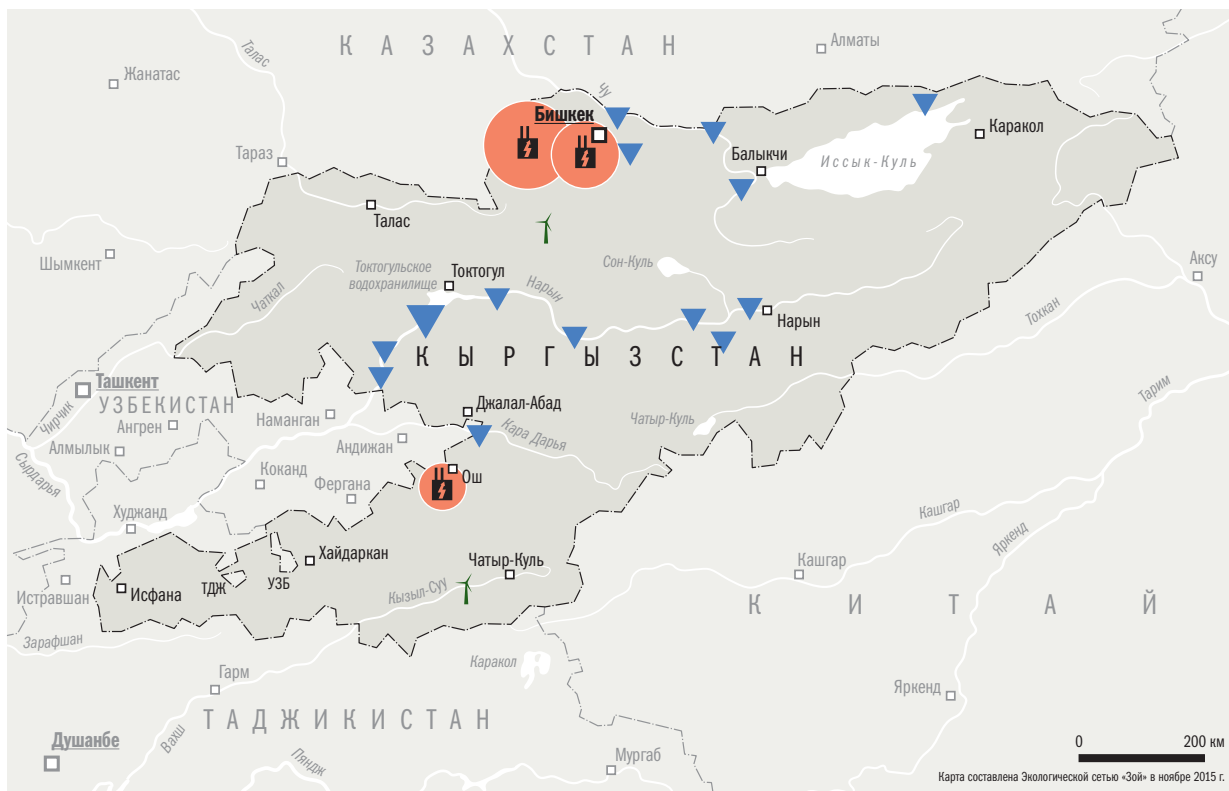 КАЗАХСТАН
Алматы
Талас
Жанатас
Чу
Бишкек
Каракол
Тараз
Балыкчи
Иссык-Куль
Талас
Шымкент
Токтогульское
водохранилище
Токтогул
Сон-Куль
Аксу
Чаткал
Нарын
Нарын
Тохкан
КЫРГЫЗСТАН
Ташкент
Тарим
УЗБЕКИСТАН
Чирчик
Ангрен
Наманган
Джалал-Абад
Чатыр-Куль
Алмылык
Андижан
Кара Дарья
Сырдарья
Коканд
Фергана
Ош
Худжанд
Кашгар
Яркенд
Хайдаркан
Чатыр-Куль
Кашгар
Истравшан
Исфана
ТДЖ
УЗБ
Кызыл-Суу
КИТАЙ
Зарафшан
Гарм
Каракол
Яркенд
ТАДЖИКИСТАН
Вахш
Душанбе
Пяндж
Мургаб
0
200 км
Карта составлена Экологической сетью «Зой» в ноябре 2015 г.